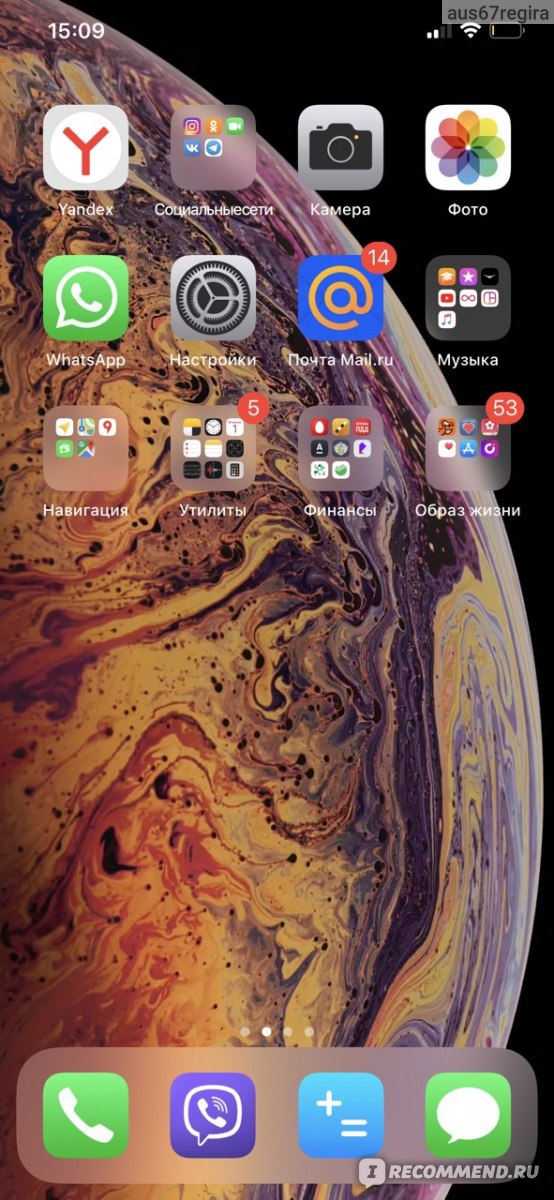 aus67regira
15:09
Yandex
Социальныесети
Камера
Фото
14
WhatsApp
Настройки
Почта Mail.ru
Музыка
5
53
Навигация
Утилиты
Финансы
Образ жизни
I RECOMMEND.RU